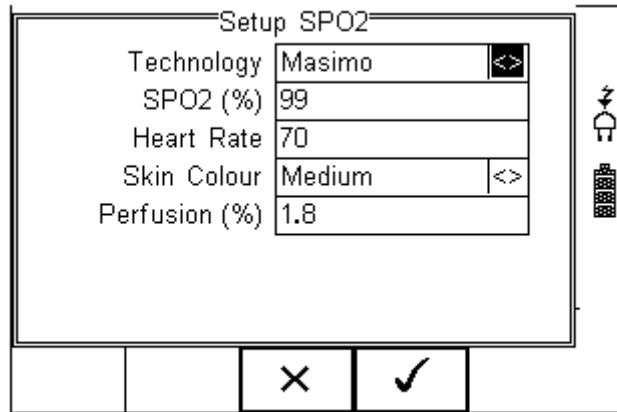 Setup SPO2
Technology Masimo <>
SPO2 (%) 99
Heart Rate 70
Skin Colour Medium <>
Perfusion (%) 1.8